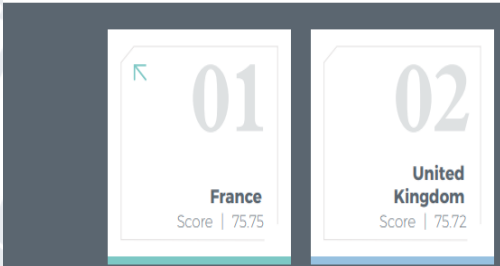 01
France
Score | 75.75
02
United
Kingdom
Score | 75.72